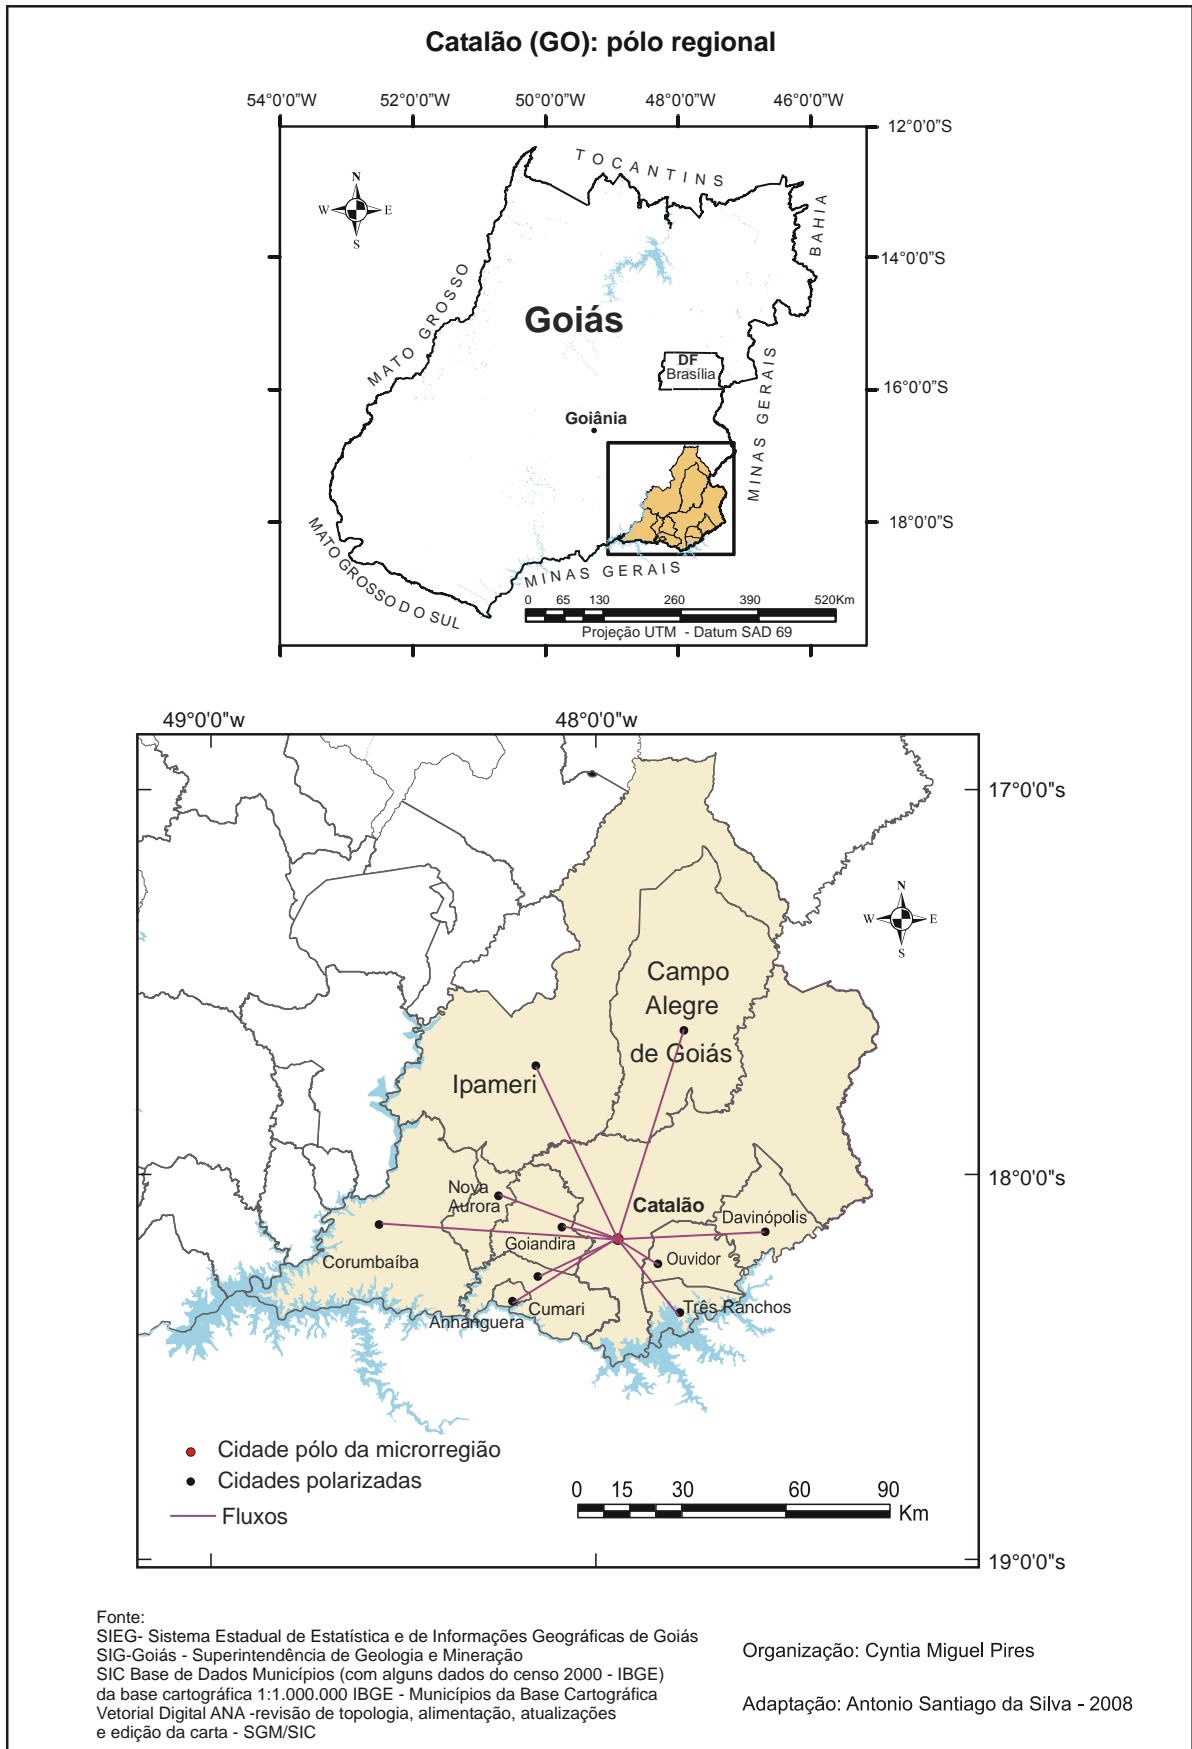 Catalão (GO): pólo regional
54°0'0"W 52°0'0"W 50°0'0"W 48°0'0"W 46°0'0"W
12°0'0"S
14°0'0"S
16°0'0"S
18°0'0"S
N
W E
S
TOCANTINS
BAHIA
MATO GROSSO
Goiás
DF
Brasília
MINAS GERAIS
Goiânia
MATO GROSSO DO SUL
MINAS GERAIS
0 65 130 260 390 520Km
Projeção UTM - Datum SAD 69
49°0'0"w 48°0'0"w
17°0'0"s
18°0'0"s
19°0'0"s
N
W E
S
Campo
Alegre
de Goiás
Ipameri
Nova
Aurora
Catalão
Davinópolis
Goiandira
Corumbaíba
Ouvidor
Três Ranchos
Cumari
Anhanguera
Cidade pólo da microrregião
Cidades polarizadas
Fluxos
0 15 30 60 90
Km
Fonte:
SIEG- Sistema Estadual de Estatística e de Informações Geográficas de Goiás
SIG-Goiás - Superintendência de Geologia e Mineração
SIC Base de Dados Municípios (com alguns dados do censo 2000 - IBGE)
da base cartográfica 1:1.000.000 IBGE - Municípios da Base Cartográfica
Vetorial Digital ANA -revisão de topologia, alimentação, atualizações
e edição da carta - SGM/SIC
Organização: Cyntia Miguel Pires
Adaptação: Antonio Santiago da Silva - 2008